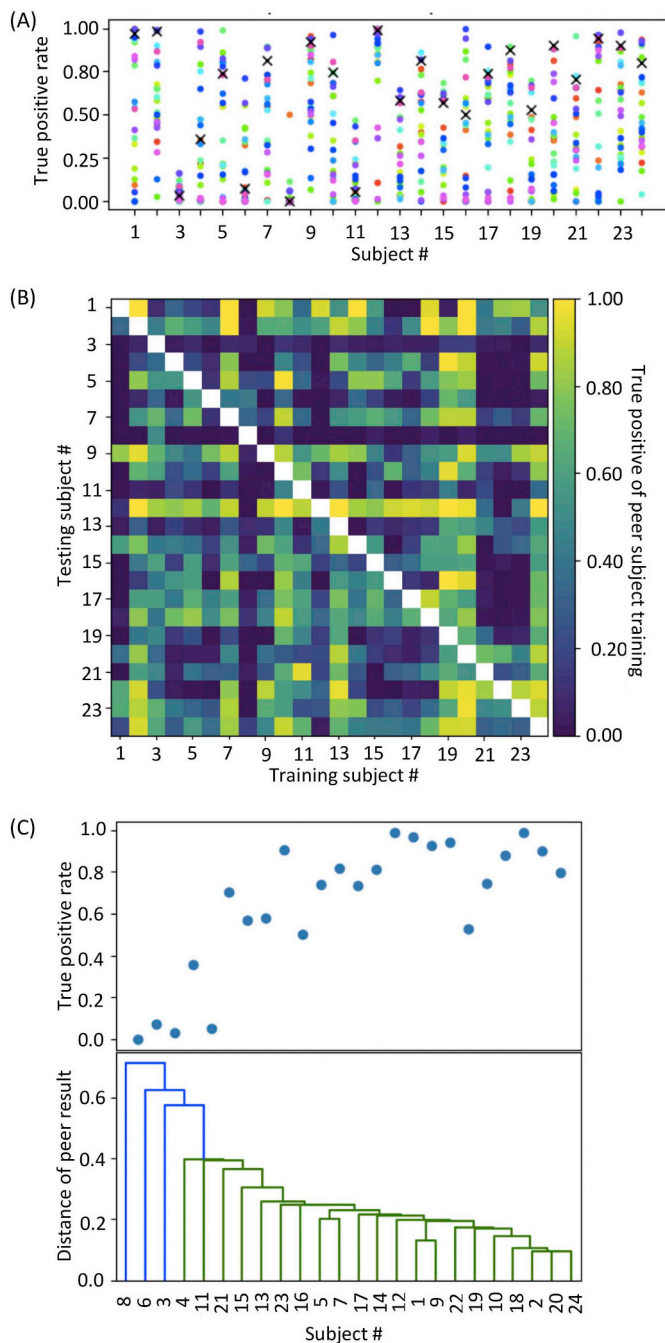 (A)
True positive rate
1.00
0.80
0.50
0.25
0.00
1 3 5 7 9 11 13 15 17 19 21 23
Subject #
(B)
Testing subject #
1
3
5
7
9
11
13
15
17
19
21
23
1 3 5 7 9 11 13 15 17 19 21 23
Training subject #
1.00
0.80
0.60
0.40
0.20
0.00
True positive of peer subject training
(C)
True positive rate
1.0
0.8
0.6
0.4
0.2
0.0
Distance of peer result
0.6
0.4
0.2
0.0
8 6 3 4 11 21 15 13 23 16 5 7 17 14 12 1 9 22 19 10 18 2 20 24
Subject #